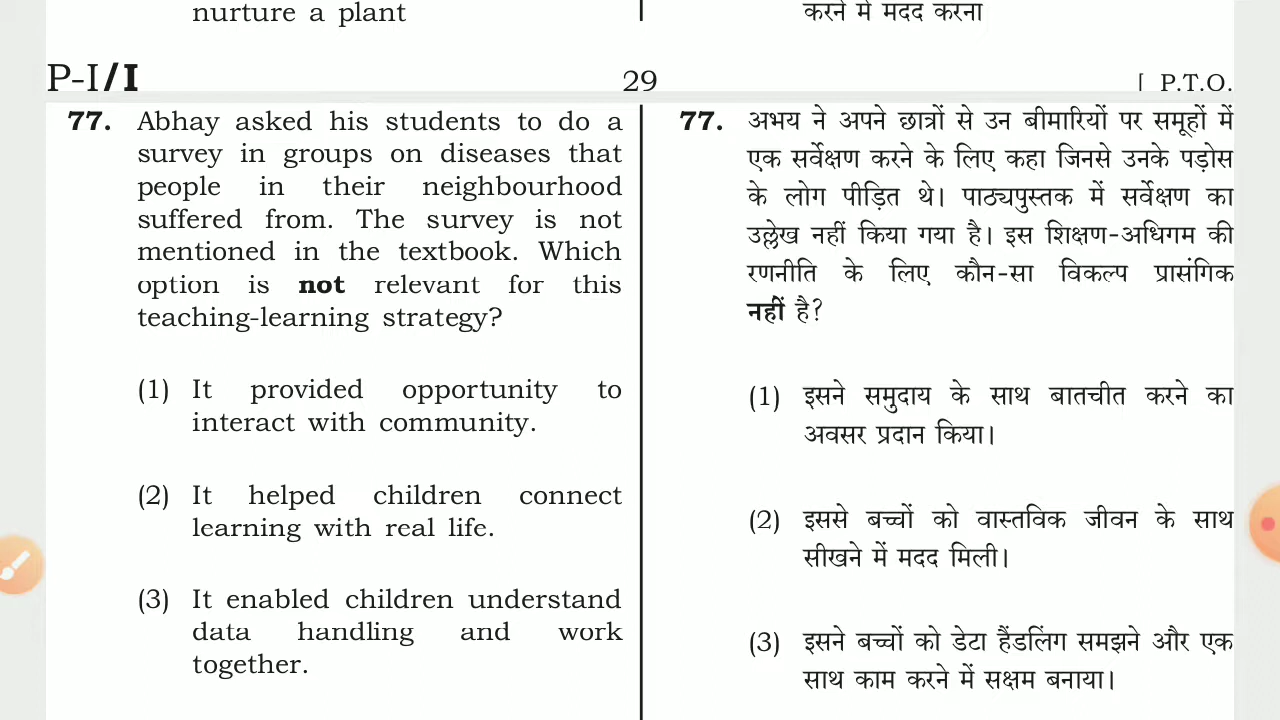 nurture a plant
करने में मदद करना
P-I/I
29
[ P.T.O.
77. Abhay asked his students to do a
survey in groups on diseases that
people in their neighbourhood
suffered from. The survey is not
mentioned in the textbook. Which
option is not relevant for this
teaching-learning strategy?
(1) It provided opportunity to
interact with community.
(2) It helped children connect
learning with real life.
(3) It enabled children understand
data handling and work
together.
77. अभय ने अपने छात्रों से उन बीमारियों पर समूहों में
एक सर्वेक्षण करने के लिए कहा जिनसे उनके पड़ोस
के लोग पीड़ित थे। पाठ्यपुस्तक में सर्वेक्षण का
उल्लेख नहीं किया गया है। इस शिक्षण-अधिगम की
रणनीति के लिए कौन-सा विकल्प प्रासंगिक
नहीं है?
(1) इसने समुदाय के साथ बातचीत करने का
अवसर प्रदान किया।
(2) इससे बच्चों को वास्तविक जीवन के साथ
सीखने में मदद मिली।
(3) इसने बच्चों को डेटा हैंडलिंग समझने और एक
साथ काम करने में सक्षम बनाया।